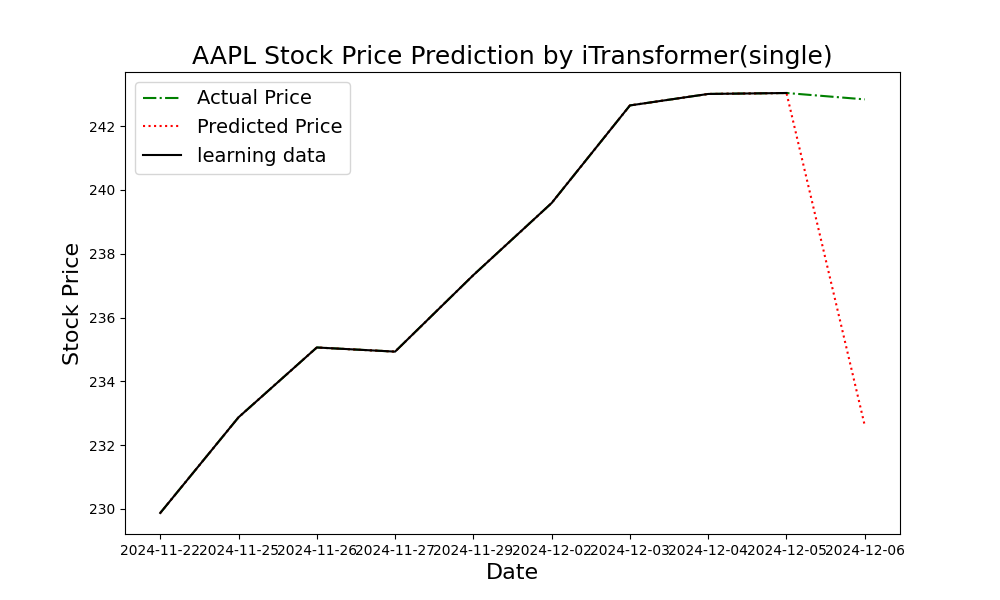 AAPL Stock Price Prediction by iTransformer(single)
Actual Price
Predicted Price
learning data
242
240
238
236
234
232
230
Stock Price
2024-11-22 2024-11-25 2024-11-26 2024-11-27 2024-11-29 2024-12-02 2024-12-03 2024-12-04 2024-12-05 2024-12-06
Date